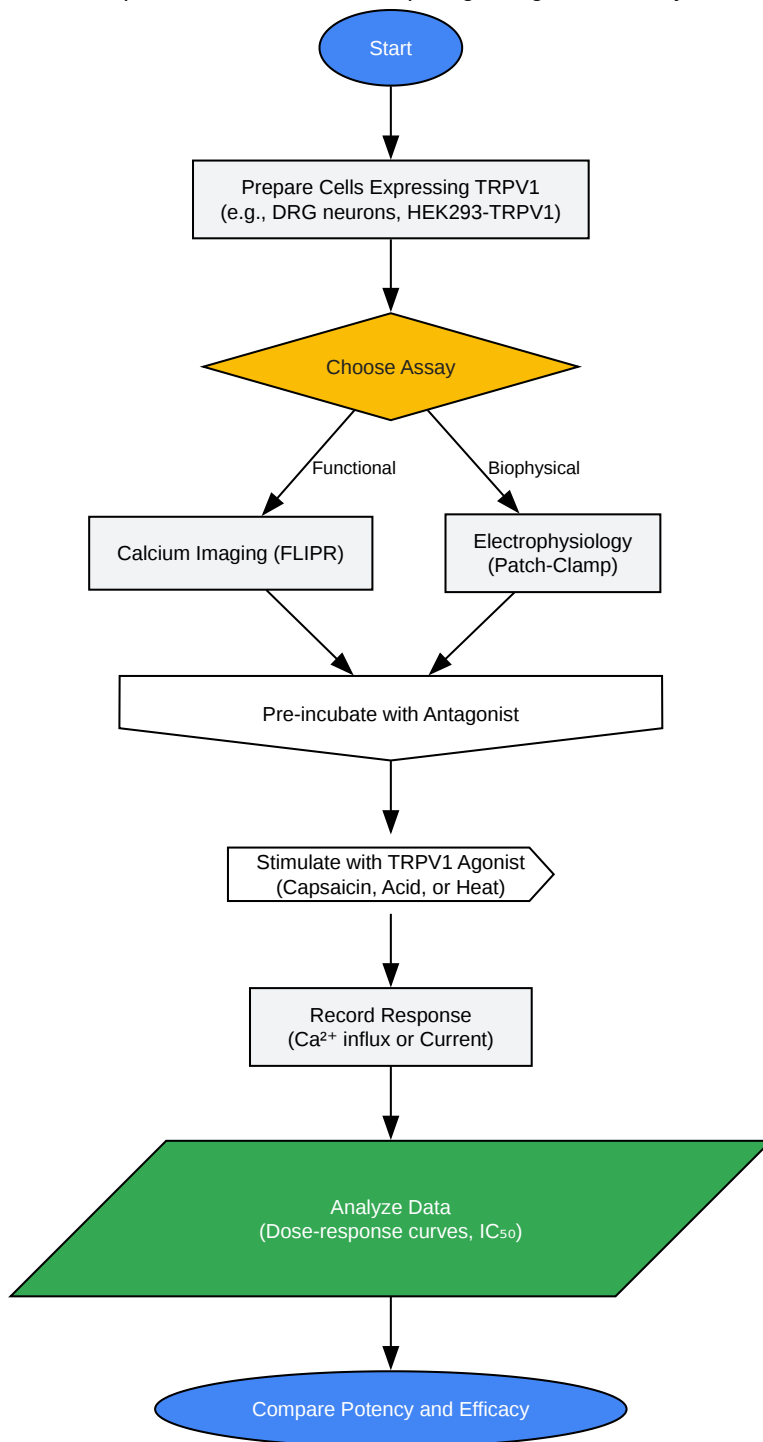 Start
Prepare Cells Expressing TRPV1
(e.g., DRG neurons, HEK293-TRPV1)
Choose Assay
Functional
Biophysical
Calcium Imaging (FLIPR)
Electrophysiology
(Patch-Clamp)
Pre-incubate with Antagonist
Stimulate with TRPV1 Agonist
(Capsaicin, Acid, or Heat)
Record Response
(Ca²⁺ influx or Current)
Analyze Data
(Dose-response curves, IC₅₀)
Compare Potency and Efficacy